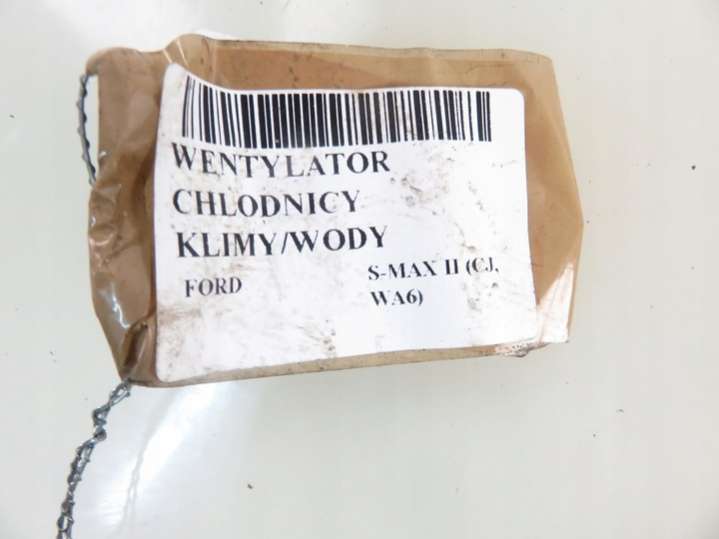 WENTYLATOR
CHLODNICY
KLIMY/WODY
FORD S-MAX II (CJ,
WA6)